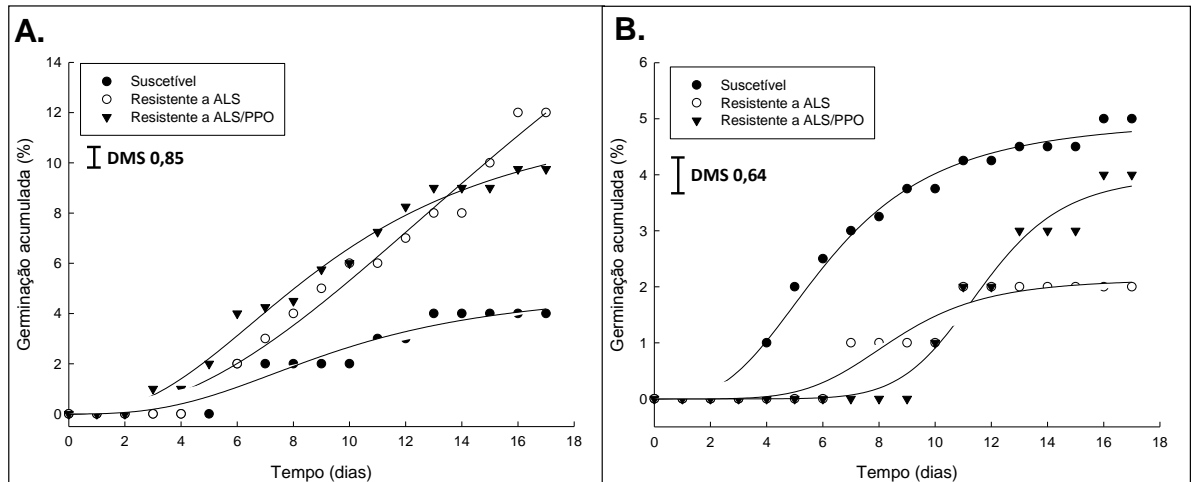 A.
14
12
10
8
6
4
2
0
Germinação acumulada (%)
Suscetível
Resistente a ALS
Resistente a ALS/PPO
DMS 0,85
0 2 4 6 8 10 12 14 16 18
Tempo (dias)
B.
6
5
4
3
2
1
0
Germinação acumulada (%)
Suscetível
Resistente a ALS
Resistente a ALS/PPO
DMS 0,64
0 2 4 6 8 10 12 14 16 18
Tempo (dias)